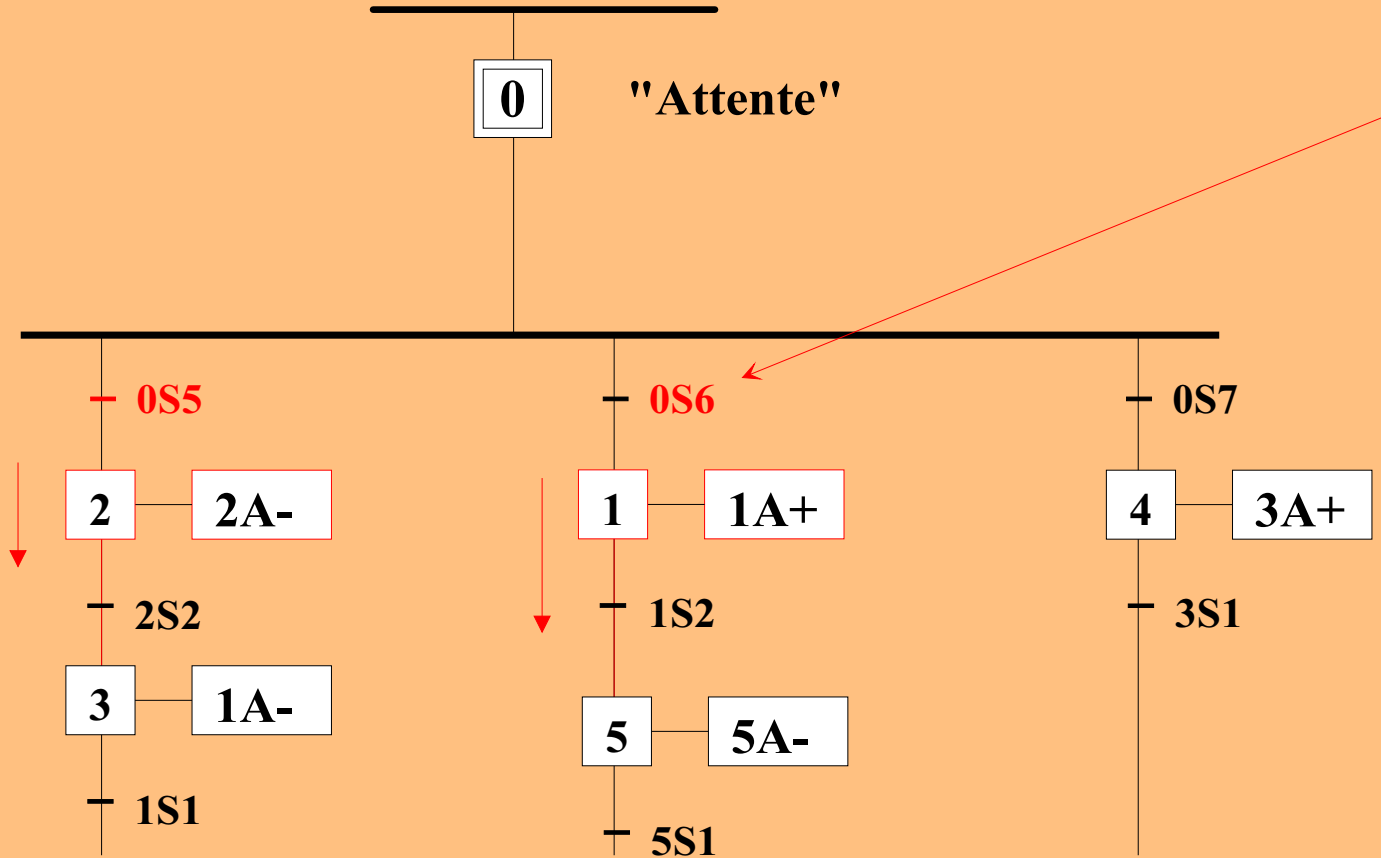 0 "Attente"
0S5 0S6 0S7
2 2A- 1 1A+ 4 3A+
2S2 1S2 3S1
3 1A- 5 5A-
1S1 5S1